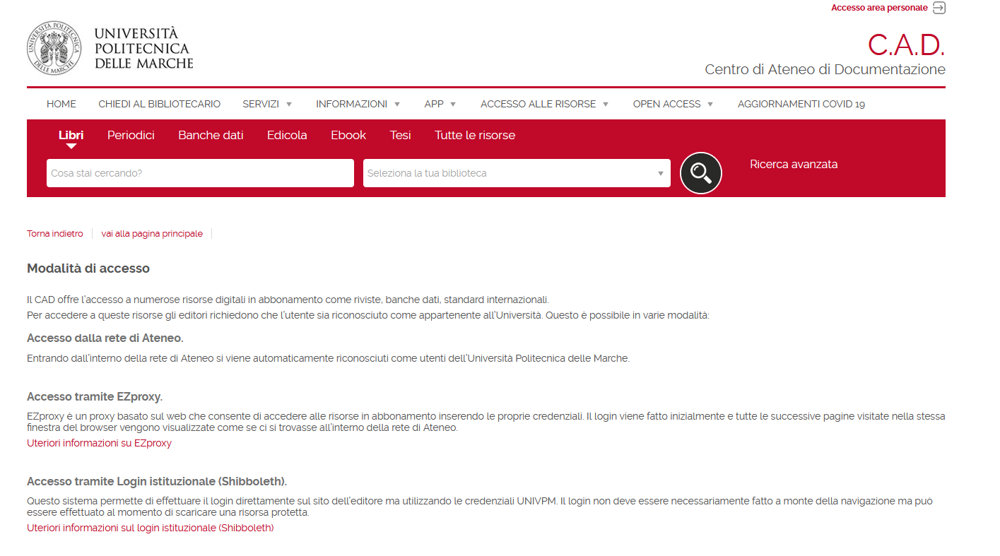 Accesso area personale
UNIVERSITÀ
POLITECNICA
DELLE MARCHE
UNIVERSITA POLITECNICA
DELLE MARCHE
C.A.D.
Centro di Ateneo di Documentazione
HOME CHIEDI AL BIBLIOTECARIO SERVIZI INFORMAZIONI APP ACCESSO ALLE RISORSE OPEN ACCESS AGGIORNAMENTI COVID 19
Libri Periodici Banche dati Edicola Ebook Tesi Tutte le risorse
Cosa stai cercando? Seleziona la tua biblioteca Ricerca avanzata
Torna indietro vai alla pagina principale
Modalità di accesso
Il CAD offre l'accesso a numerose risorse digitali in abbonamento come riviste, banche dati, standard internazionali.
Per accedere a queste risorse gli editori richiedono che l'utente sia riconosciuto come appartenente all'Università. Questo è possibile in varie modalità:
Accesso dalla rete di Ateneo.
Entrando dall'interno della rete di Ateneo si viene automaticamente riconosciuti come utenti dell'Università Politecnica delle Marche.
Accesso tramite EZproxy.
EZproxy è un proxy basato sul web che consente di accedere alle risorse in abbonamento inserendo le proprie credenziali. Il login viene fatto inizialmente e tutte le successive pagine visitate nella stessa
finestra del browser vengono visualizzate come se ci si trovasse all'interno della rete di Ateneo.
Uteriori informazioni su EZproxy
Accesso tramite Login istituzionale (Shibboleth).
Questo sistema permette di effettuare il login direttamente sul sito dell'editore ma utilizzando le credenziali UNIVPM. Il login non deve essere necessariamente fatto a monte della navigazione ma può
essere effettuato al momento di scaricare una risorsa protetta.
Uteriori informazioni sul login istituzionale (Shibboleth)